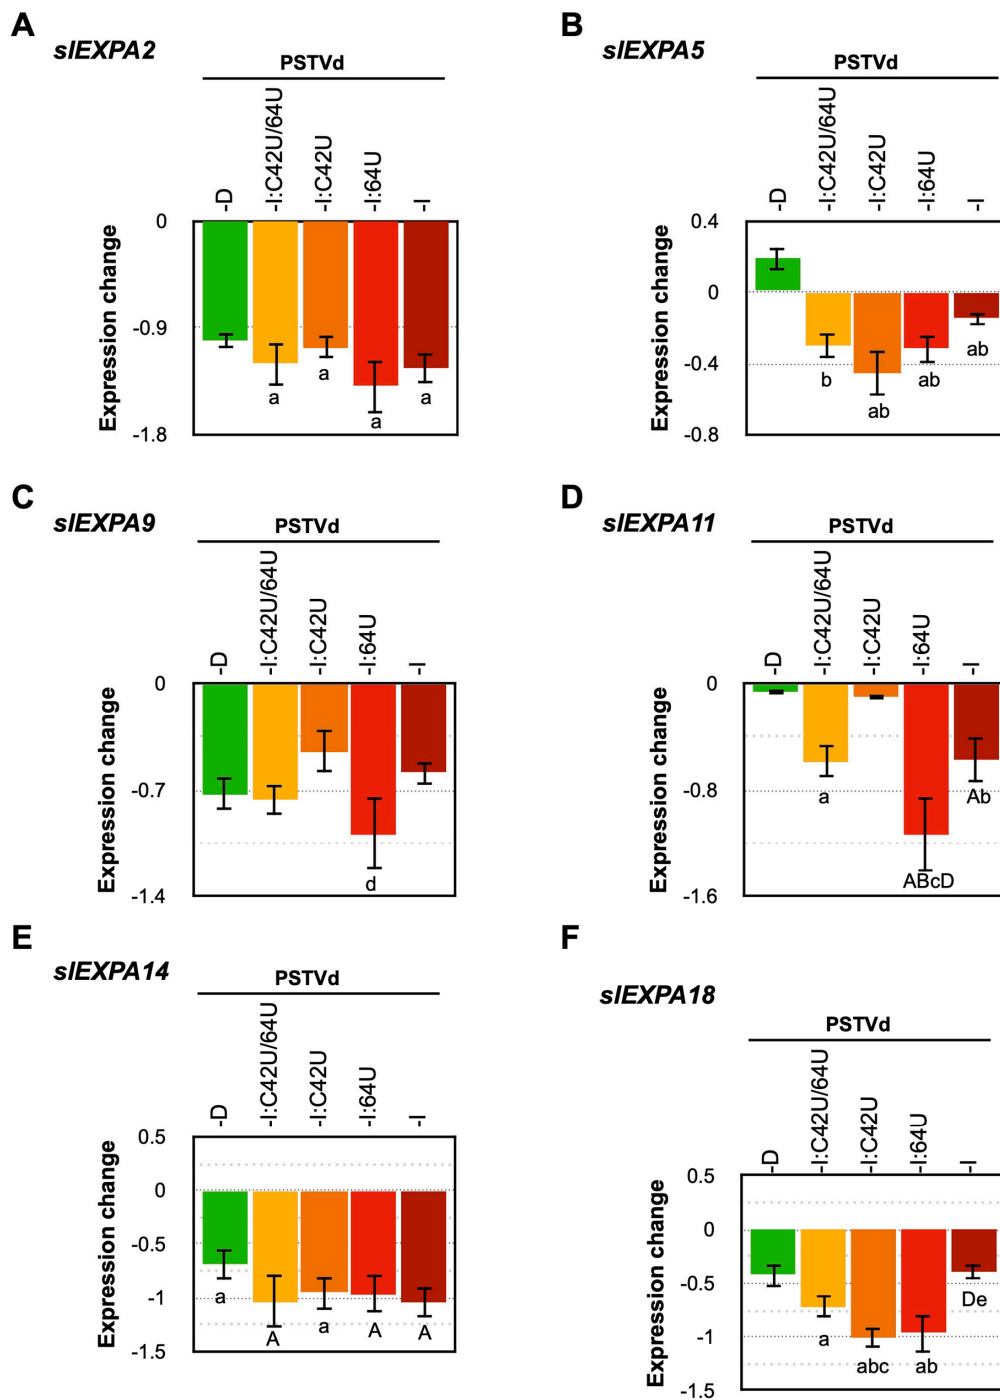 A
slEXPA2
PSTVd
-D
-I:C42U/64U
-I:C42U
-I:64U
-I
Expression change
0
-0.9
-1.8
a
a
a
a
B
slEXPA5
PSTVd
-D
-I:C42U/64U
-I:C42U
-I:64U
-I
Expression change
0.4
0
-0.4
-0.8
b
ab
ab
ab
C
slEXPA9
PSTVd
-D
-I:C42U/64U
-I:C42U
-I:64U
-I
Expression change
0
-0.7
-1.4
d
D
slEXPA11
PSTVd
-D
-I:C42U/64U
-I:C42U
-I:64U
-I
Expression change
0
-0.8
-1.6
a
ABcD
Ab
E
slEXPA14
PSTVd
-D
-I:C42U/64U
-I:C42U
-I:64U
-I
Expression change
0.5
0
-0.5
-1
-1.5
a
A
a
A
A
F
slEXPA18
PSTVd
-D
-I:C42U/64U
-I:C42U
-I:64U
-I
Expression change
0.5
0
-0.5
-1
-1.5
a
abc
ab
De